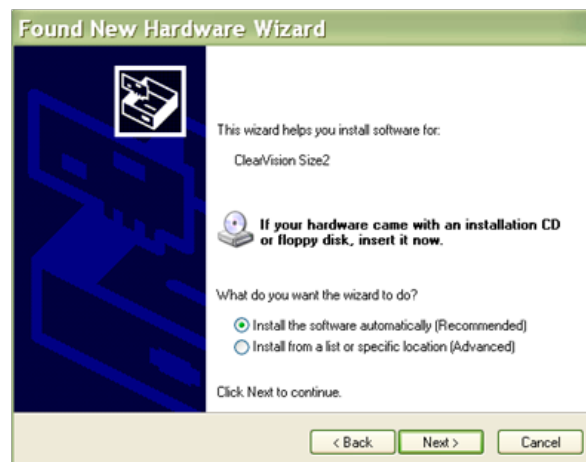 Found New Hardware Wizard
This wizard helps you install software for:
ClearVision Size2
If your hardware came with an installation CD
or floppy disk, insert it now.
What do you want the wizard to do?
Install the software automatically (Recommended)
Install from a list or specific location (Advanced)
Click Next to continue.
< Back
Next >
Cancel